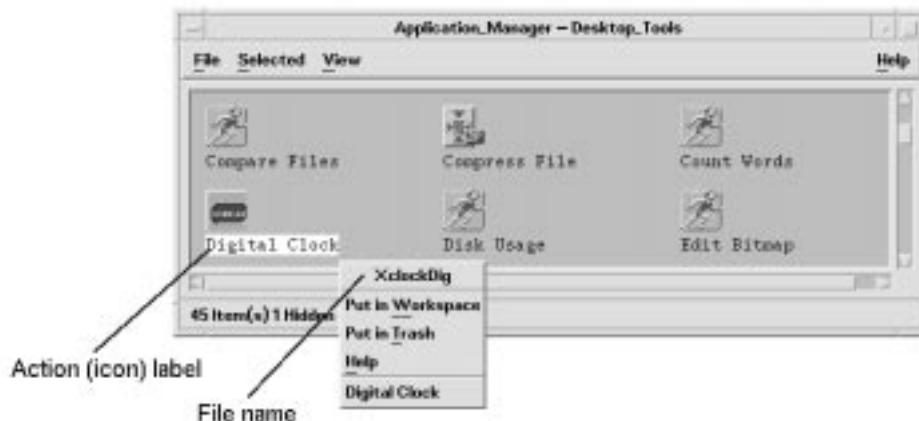 Application_Manager – Desktop_Tools
File Selected View Help
Compare Files Compress File Count Words
Digital Clock Disk Usage Edit Bitmap
XclockDig
Put in Workspace
45 Item(s) 1 Hidden
Put in Trash
Help
Digital Clock
Action (icon) label
File name